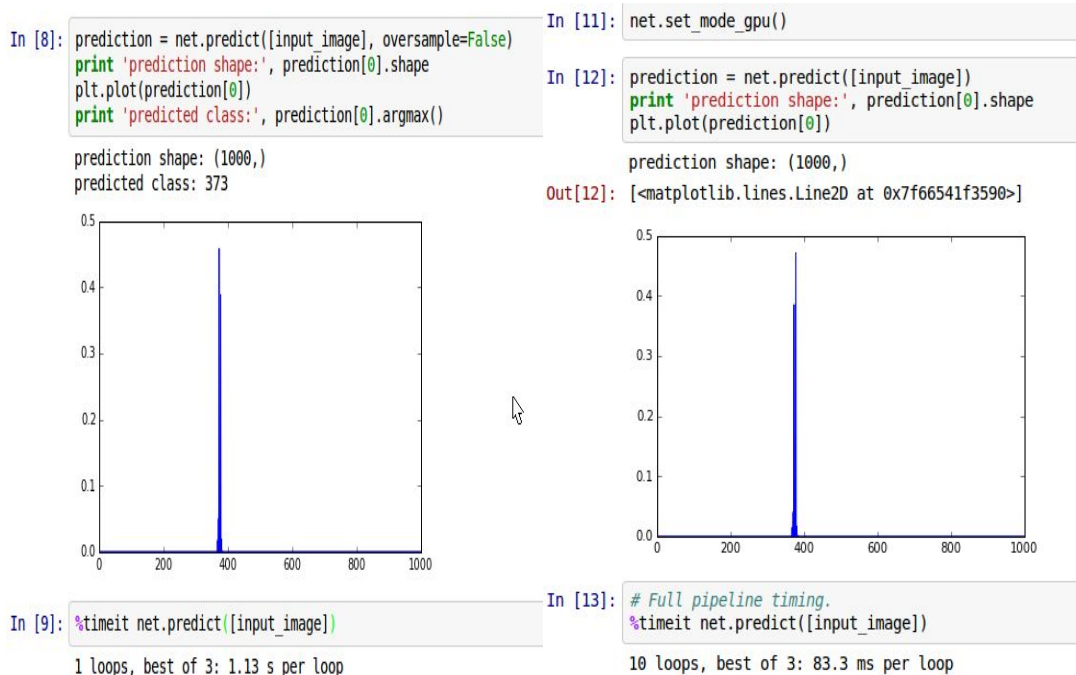 In [8]: prediction = net.predict([input_image], oversample=False)
print 'prediction shape:', prediction[0].shape
plt.plot(prediction[0])
print 'predicted class:', prediction[0].argmax()
prediction shape: (1000,)
predicted class: 373
0.5
0.4
0.3
0.2
0.1
0.0
0 200 400 600 800 1000
In [9]: %timeit net.predict([input_image])
1 loops, best of 3: 1.13 s per loop
In [11]: net.set_mode_gpu()
In [12]: prediction = net.predict([input_image])
print 'prediction shape:', prediction[0].shape
plt.plot(prediction[0])
prediction shape: (1000,)
Out[12]: [<matplotlib.lines.Line2D at 0x7f66541f3590>]
0.5
0.4
0.3
0.2
0.1
0.0
0 200 400 600 800 1000
In [13]: # Full pipeline timing.
%timeit net.predict([input_image])
10 loops, best of 3: 83.3 ms per loop